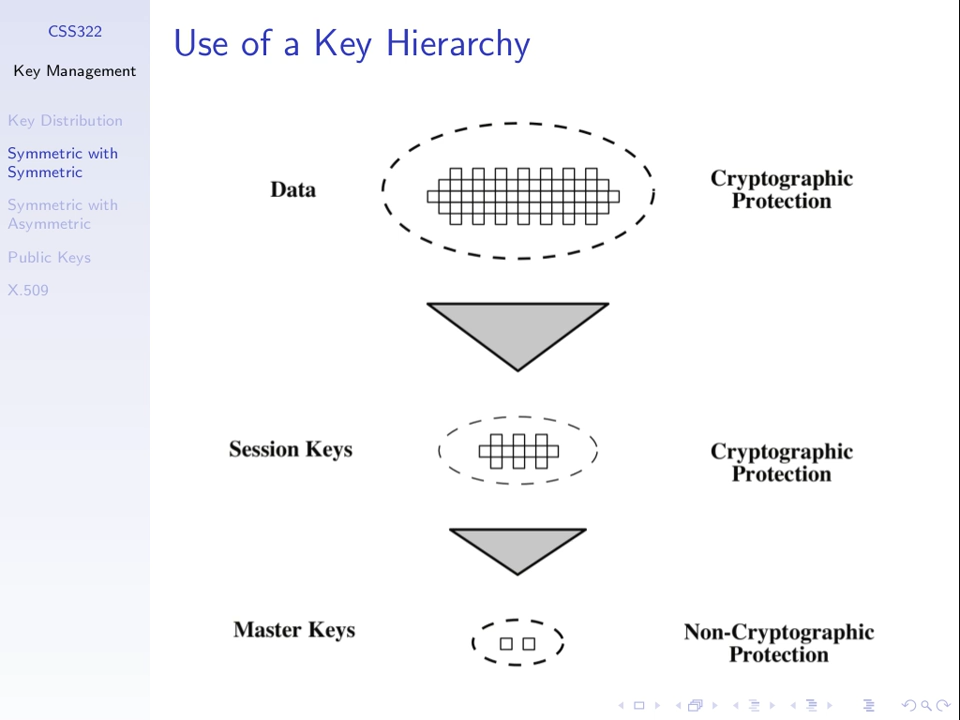 CSS322
Key Management
Key Distribution
Symmetric with
Symmetric
Symmetric with
Asymmetric
Public Keys
X.509
Use of a Key Hierarchy
Data
Cryptographic
Protection
Session Keys
Cryptographic
Protection
Master Keys
Non-Cryptographic
Protection